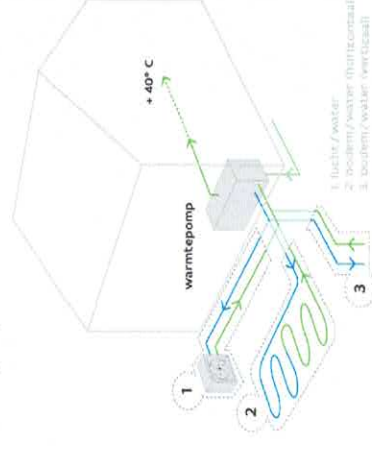 + 40° C
warmtepomp
1
2
3
1. lucht/water
2. bodem/water (horizontaal)
3. bodem/water (verticaal)